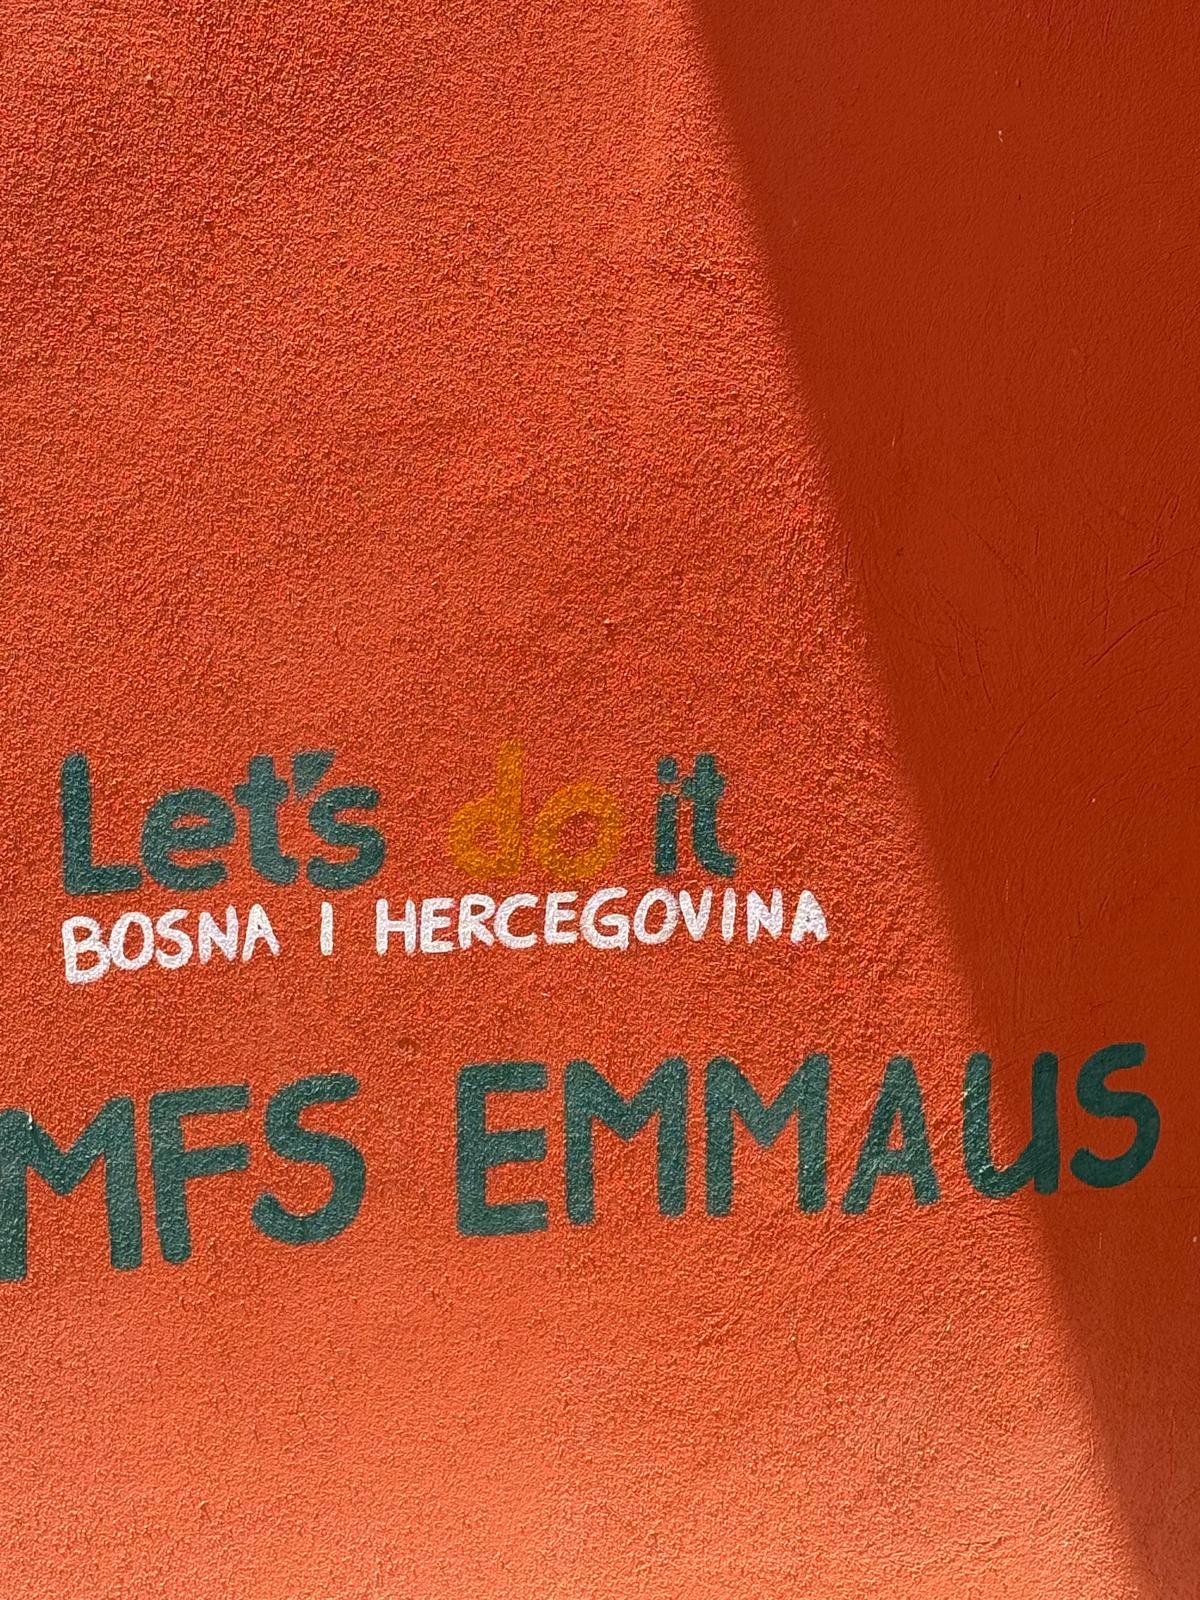 Let's do it
BOSNA I HERCEGOVINA
MFS EMMAUS